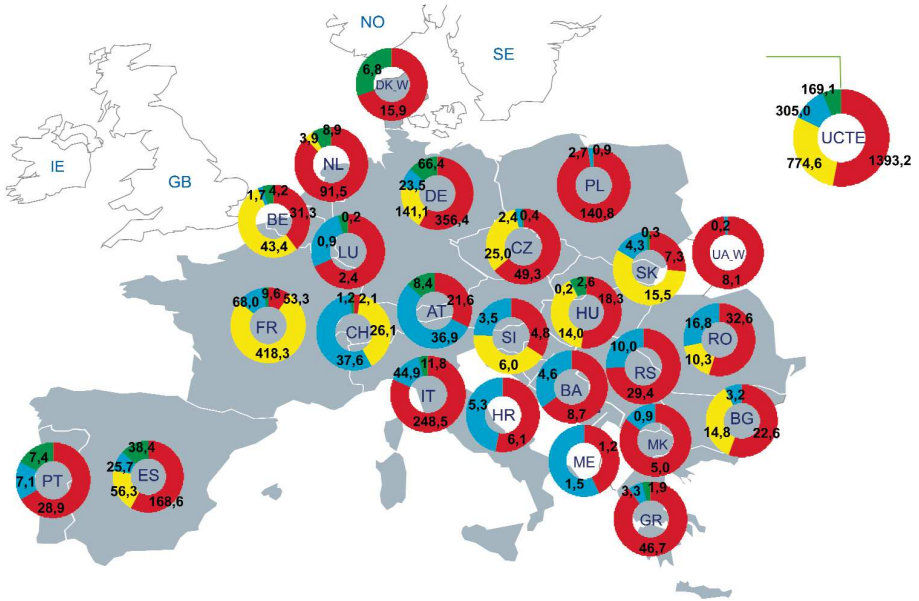 NO
SE
IE
GB
6,8
DK_W
15,9
169,1
305,0
UCTE
774,6
1393,2
3,9 8,9
NL
91,5
66,4
23,5
DE
141,1
356,4
2,7 0,9
PL
140,8
1,7 4,2
BE
31,3
43,4
0,2
0,9
LU
2,4
2,4 0,4
CZ
25,0
49,3
0,3
4,3 7,3
SK
15,5
0,2
UA_W
8,1
68,0 9,6 53,3
FR
418,3
1,2 2,1
CH
26,1
37,6
8,4
AT
21,6
36,9
3,5
SI
4,8
6,0
0,2 2,6
HU
18,3
14,0
16,8 32,6
RO
10,3
10,0
RS
29,4
44,9 11,8
IT
248,5
5,3
HR
6,1
4,6
BA
8,7
3,2
BG
14,8 22,6
0,9
MK
5,0
1,2
ME
1,5
7,4
PT
7,1
28,9
38,4
25,7
ES
56,3
168,6
3,3 1,9
GR
46,7